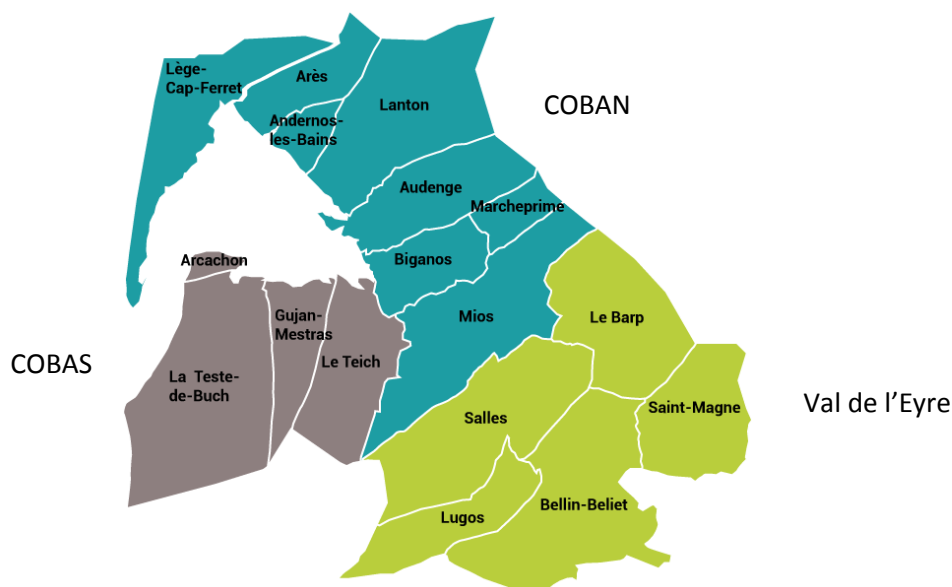 Lège-
Cap-Ferret
Arès
Andernos-
les-Bains
Lanton
COBAN
Audenge
Marcheprime
Biganos
Arcachon
Gujan-
Mestras
Mios
Le Barp
COBAS
La Teste-
de-Buch
Le Teich
Salles
Saint-Magne
Val de l’Eyre
Lugos
Bellin-Beliet